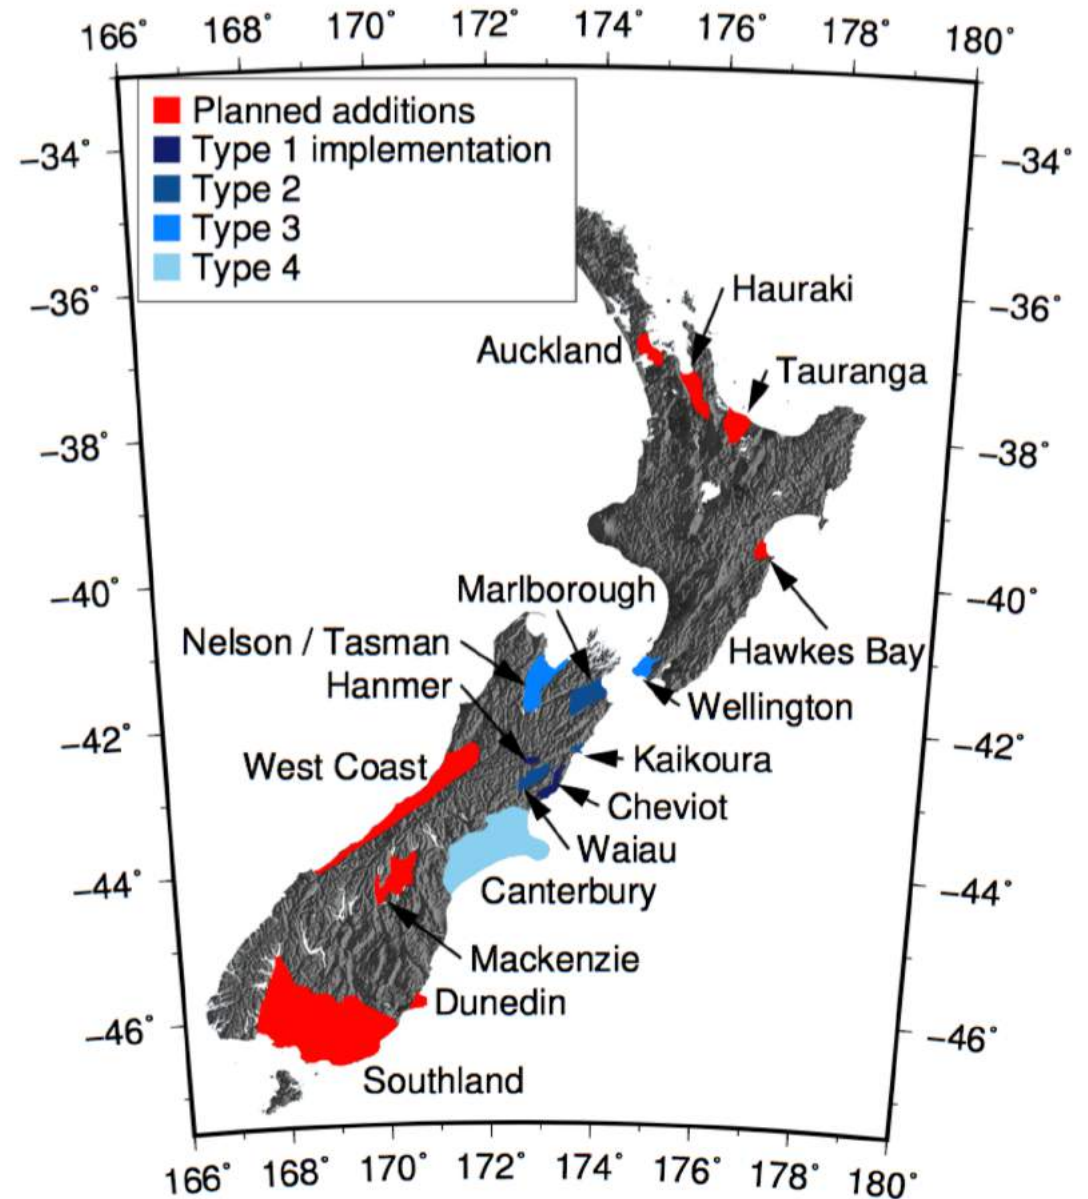 166° 168° 170° 172° 174° 176° 178° 180°
Planned additions
Type 1 implementation
Type 2
Type 3
Type 4
−34° −34°
−36° −36°
Hauraki
Auckland
Tauranga
−38° −38°
Marlborough
−40° −40°
Nelson / Tasman
Hawkes Bay
Hanmer
Wellington
−42° −42°
West Coast
Kaikoura
Cheviot
Waiau
−44° −44°
Canterbury
Mackenzie
Dunedin
−46° −46°
Southland
166° 168° 170° 172° 174° 176° 178° 180°